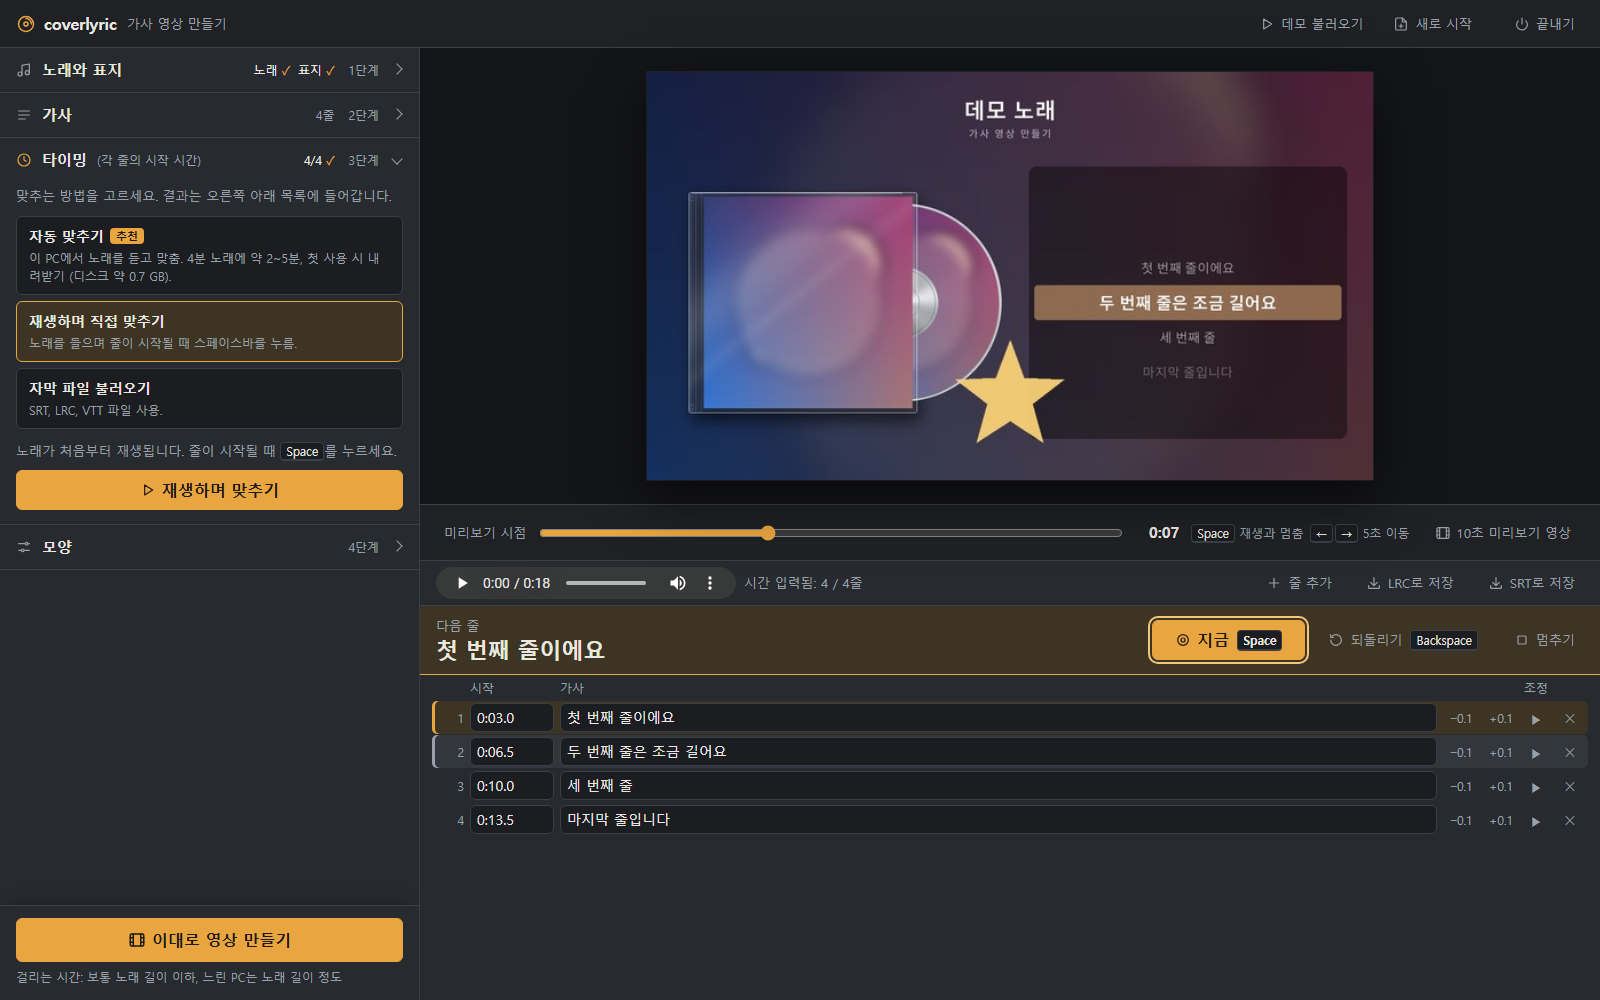 coverlyric 가사 영상 만들기
데모 불러오기 새로 시작 끝내기
노래와 표지 노래 ✓ 표지 ✓ 1단계
가사 4줄 2단계
타이밍 (각 줄의 시작 시간) 4/4 ✓ 3단계
맞추는 방법을 고르세요. 결과는 오른쪽 아래 목록에 들어갑니다.
자동 맞추기 추천
이 PC에서 노래를 듣고 맞춤. 4분 노래에 약 2~5분, 첫 사용 시 내
려받기 (디스크 약 0.7 GB).
재생하며 직접 맞추기
노래를 들으며 줄이 시작될 때 스페이스바를 누름.
자막 파일 불러오기
SRT, LRC, VTT 파일 사용.
노래가 처음부터 재생됩니다. 줄이 시작될 때 Space 를 누르세요.
재생하며 맞추기
모양 4단계
이대로 영상 만들기
걸리는 시간: 보통 노래 길이 이하, 느린 PC는 노래 길이 정도
데모 노래
가사 영상 만들기
첫 번째 줄이에요
두 번째 줄은 조금 길어요
세 번째 줄
마지막 줄입니다
미리보기 시점 0:07 Space 재생과 멈춤 ← → 5초 이동 10초 미리보기 영상
0:00 / 0:18 시간 입력됨: 4 / 4줄 줄 추가 LRC로 저장 SRT로 저장
다음 줄
첫 번째 줄이에요
지금 Space 되돌리기 Backspace 멈추기
시작 가사 조정
1 0:03.0 첫 번째 줄이에요 −0.1 +0.1
2 0:06.5 두 번째 줄은 조금 길어요 −0.1 +0.1
3 0:10.0 세 번째 줄 −0.1 +0.1
4 0:13.5 마지막 줄입니다 −0.1 +0.1